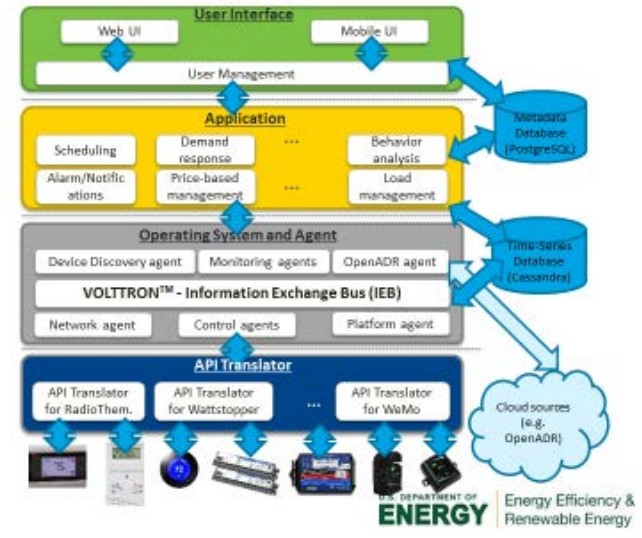 User Interface
Web UI
Mobile UI
User Management
Application
Scheduling
Demand
response
...
Behavior
analysis
Alarm/Notific
ations
Price-based
management
...
Load
management
Metadata
Database
(PostgreSQL)
Operating System and Agent
Device Discovery agent
Monitoring agents
OpenADR agent
VOLTTRON™ - Information Exchange Bus (IEB)
Network agent
Control agents
Platform agent
Time-Series
Database
(Cassandra)
API Translator
API Translator
for RadioThem.
API Translator
for Wattstopper
...
API Translator
for WeMo
Cloud sources
(e.g.
OpenADR)
U.S. DEPARTMENT OF
ENERGY
Energy Efficiency &
Renewable Energy